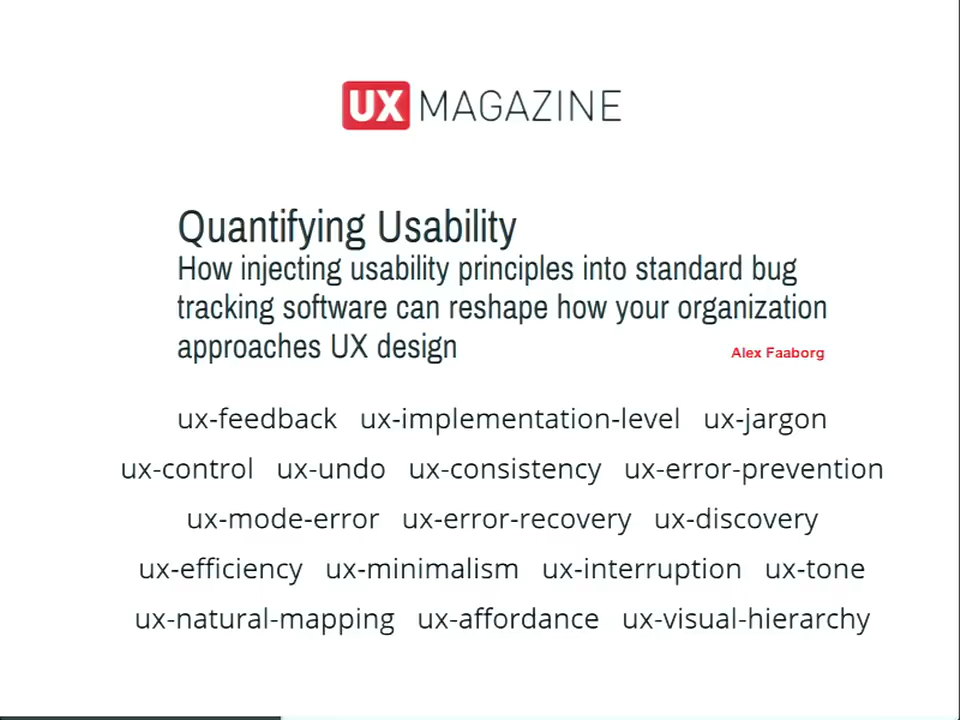 UX MAGAZINE
Quantifying Usability
How injecting usability principles into standard bug
tracking software can reshape how your organization
approaches UX design
Alex Faaborg
ux-feedback ux-implementation-level ux-jargon
ux-control ux-undo ux-consistency ux-error-prevention
ux-mode-error ux-error-recovery ux-discovery
ux-efficiency ux-minimalism ux-interruption ux-tone
ux-natural-mapping ux-affordance ux-visual-hierarchy